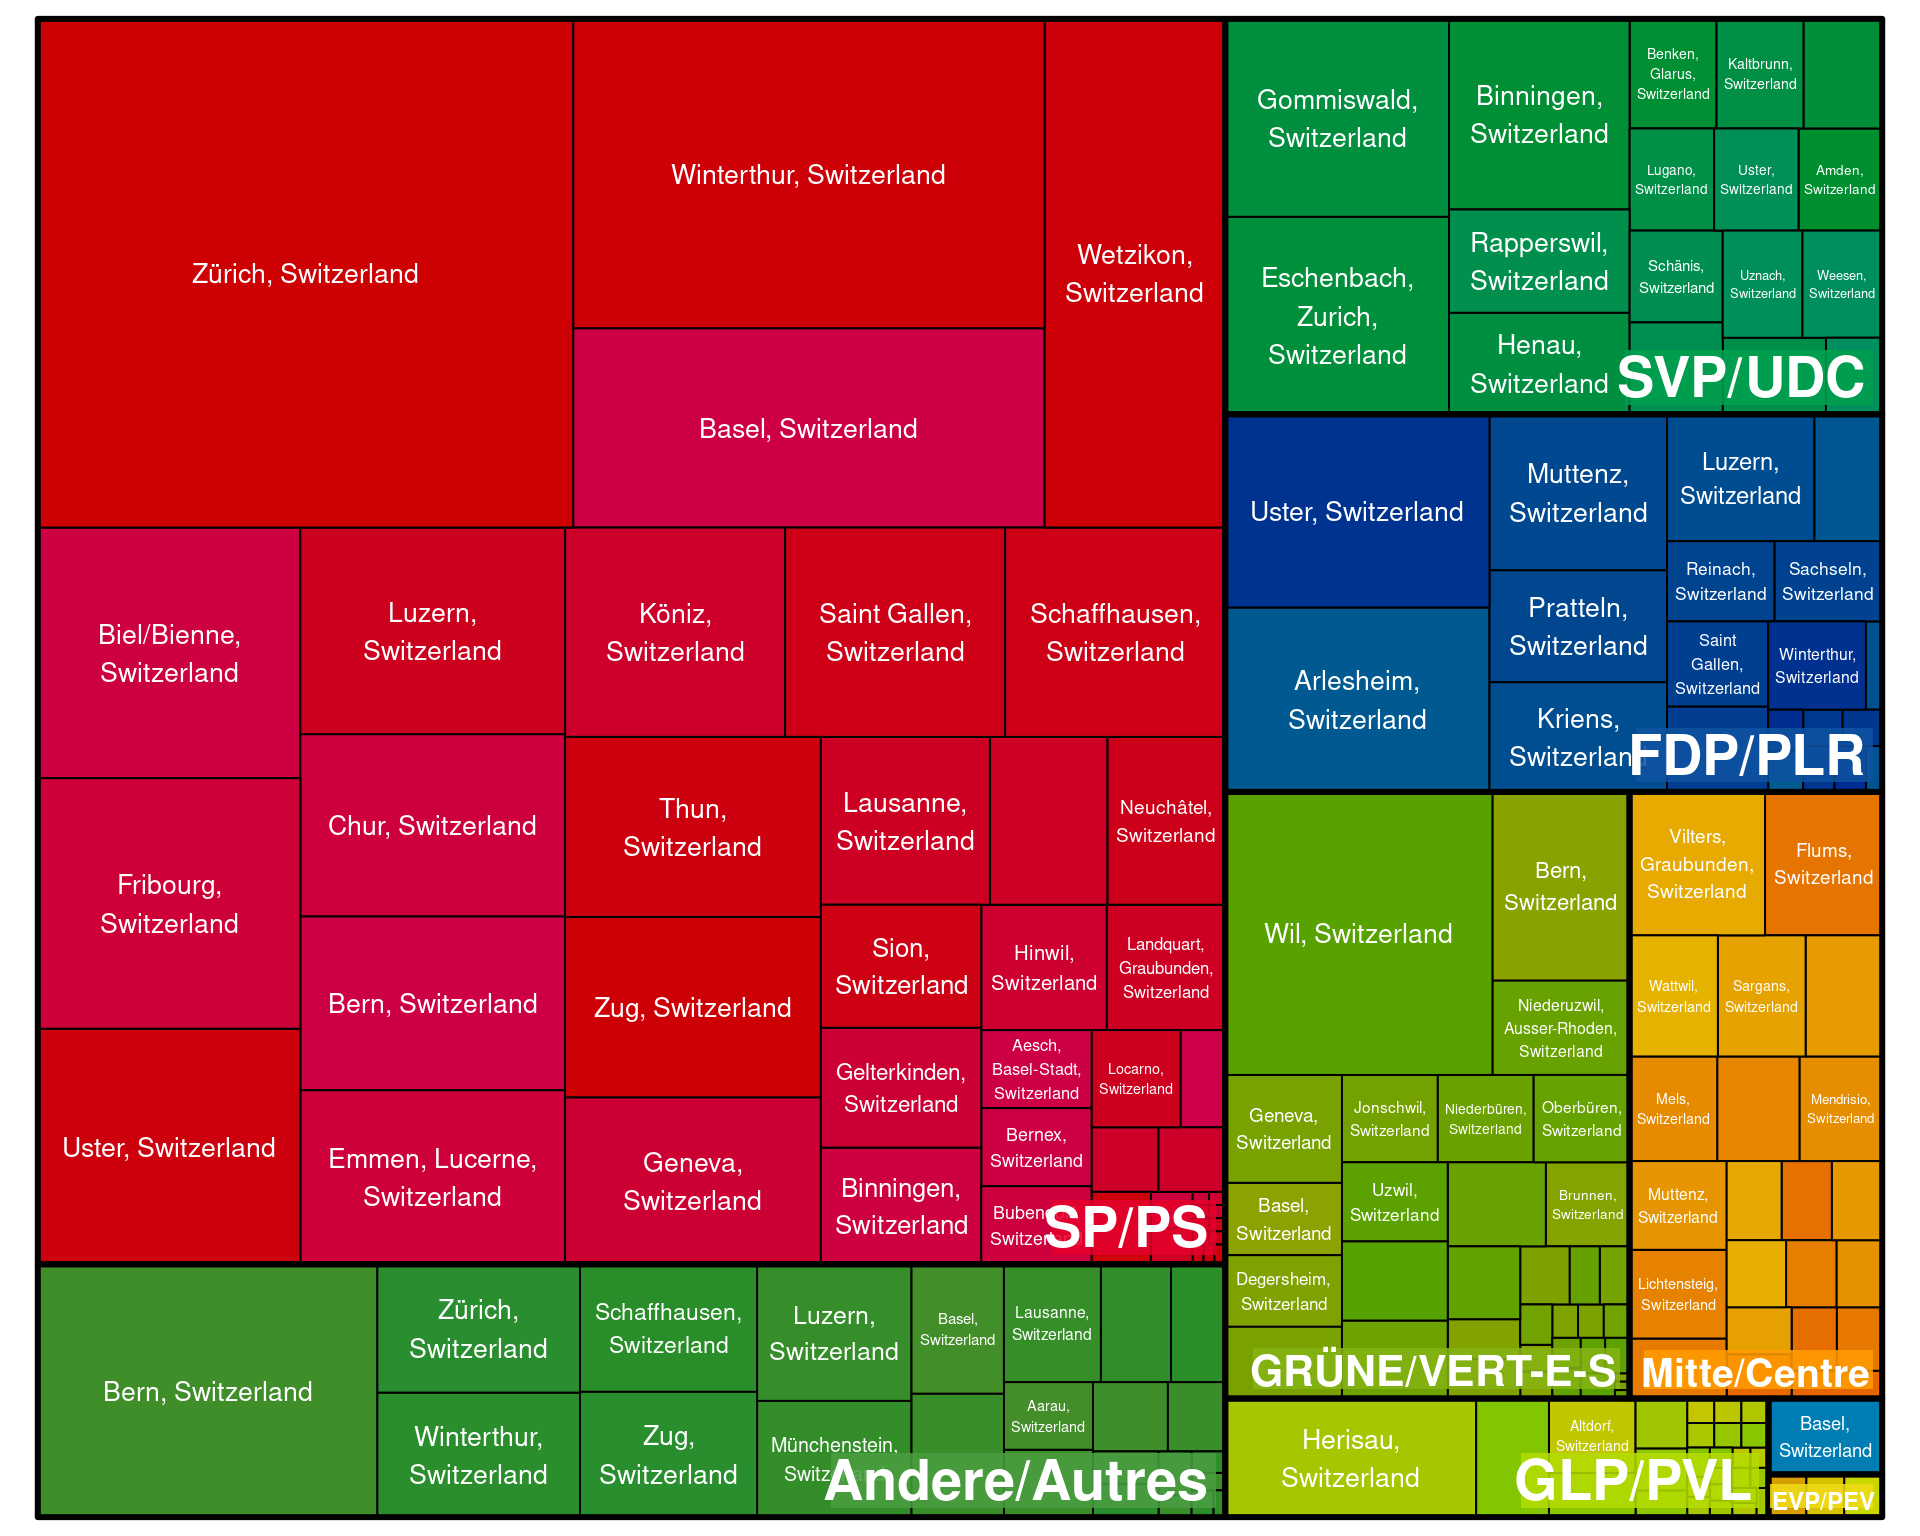 Zürich, Switzerland
Winterthur, Switzerland
Wetzikon,
Switzerland
Basel, Switzerland
Biel/Bienne,
Switzerland
Luzern,
Switzerland
Köniz,
Switzerland
Saint Gallen,
Switzerland
Schaffhausen,
Switzerland
Fribourg,
Switzerland
Chur, Switzerland
Thun,
Switzerland
Lausanne,
Switzerland
Neuchâtel,
Switzerland
Bern, Switzerland
Zug, Switzerland
Sion,
Switzerland
Hinwil,
Switzerland
Landquart,
Graubunden,
Switzerland
Uster, Switzerland
Emmen, Lucerne,
Switzerland
Geneva,
Switzerland
Gelterkinden,
Switzerland
Aesch,
Basel-Stadt,
Switzerland
Locarno,
Switzerland
Binningen,
Switzerland
Bernex,
Switzerland
SP/PS
Bern, Switzerland
Zürich,
Switzerland
Schaffhausen,
Switzerland
Luzern,
Switzerland
Basel,
Switzerland
Lausanne,
Switzerland
Winterthur,
Switzerland
Zug,
Switzerland
Münchenstein,
Aarau,
Switzerland
Andere/Autres
Gommiswald,
Switzerland
Binningen,
Switzerland
Benken,
Glarus,
Switzerland
Kaltbrunn,
Switzerland
Lugano,
Switzerland
Uster,
Switzerland
Amden,
Switzerland
Eschenbach,
Zurich,
Switzerland
Rapperswil,
Switzerland
Schänis,
Switzerland
Uznach,
Switzerland
Weesen,
Switzerland
Henau,
Switzerland
SVP/UDC
Uster, Switzerland
Muttenz,
Switzerland
Luzern,
Switzerland
Reinach,
Switzerland
Sachseln,
Switzerland
Arlesheim,
Switzerland
Pratteln,
Switzerland
Saint
Gallen,
Switzerland
Winterthur,
Switzerland
Kriens,
Switzerland
FDP/PLR
Wil, Switzerland
Bern,
Switzerland
Niederuzwil,
Ausser-Rhoden,
Switzerland
Geneva,
Switzerland
Jonschwil,
Switzerland
Niederbüren,
Switzerland
Oberbüren,
Switzerland
Basel,
Switzerland
Uzwil,
Switzerland
Brunnen,
Switzerland
Degersheim,
Switzerland
GRÜNE/VERT-E-S
Vilters,
Graubunden,
Switzerland
Flums,
Switzerland
Wattwil,
Switzerland
Sargans,
Switzerland
Mels,
Switzerland
Mendrisio,
Switzerland
Muttenz,
Switzerland
Lichtensteig,
Switzerland
Mitte/Centre
Herisau,
Switzerland
Altdorf,
Switzerland
GLP/PVL
Basel,
Switzerland
EVP/PEV